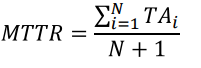 MTTR = \frac{\sum_{i=1}^{N} TA_i}{N + 1}